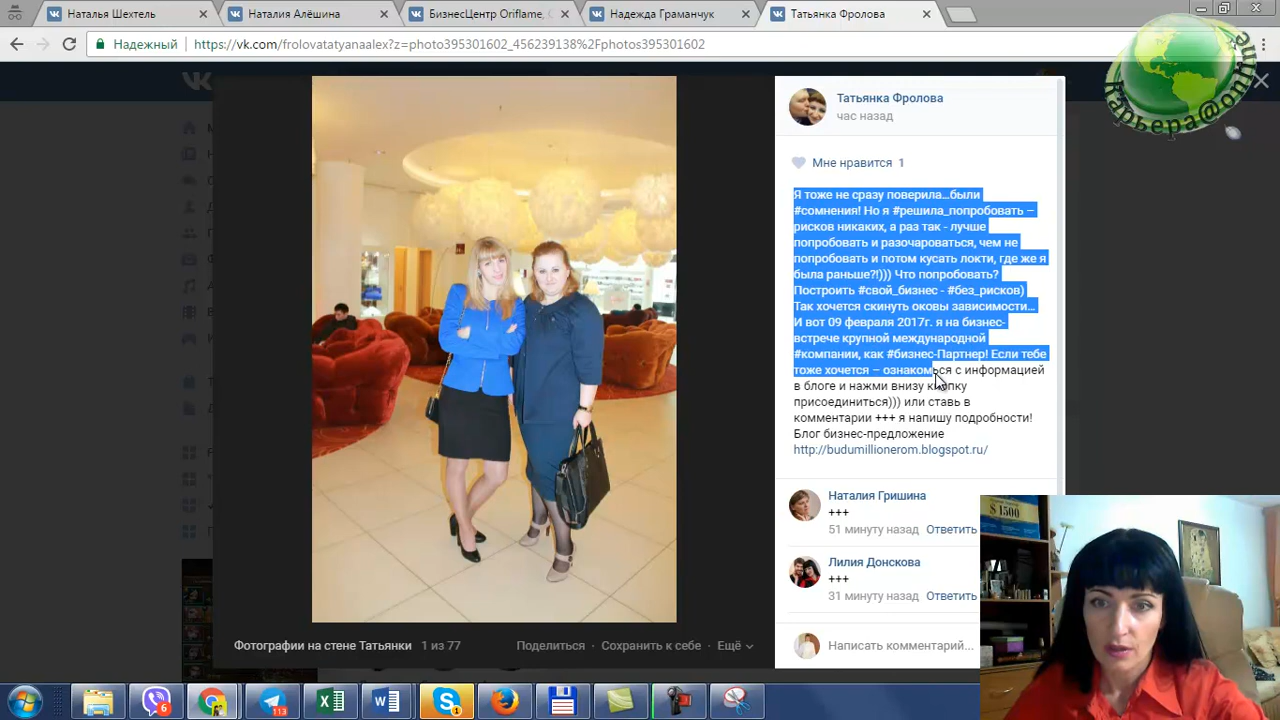 Наталья Шехтель
Наталия Алёшина
БизнесЦентр Oriflame,
Надежда Граманчук
Татьянка Фролова
Надежный
https://vk.com/frolovatatyanaalex?z=photo395301602_456239138%2Fphotos395301602
Карьера@online
Татьянка Фролова
час назад
Мне нравится 1
Я тоже не сразу поверила…были
#сомнения! Но я #решила_попробовать –
рисков никаких, а раз так - лучше
попробовать и разочароваться, чем не
попробовать и потом кусать локти, где же я
была раньше?!))) Что попробовать?
Построить #свой_бизнес - #без_рисков)
Так хочется скинуть оковы зависимости…
И вот 09 февраля 2017г. я на бизнес-
встрече крупной международной
#компании, как #бизнес-Партнер! Если тебе
тоже хочется – ознакомься с информацией
в блоге и нажми внизу кнопку
присоединиться))) или ставь в
комментарии +++ я напишу подробности!
Блог бизнес-предложение
http://budumillionerom.blogspot.ru/
Наталия Гришина
+++
51 минуту назад Ответить
Лилия Донскова
+++
31 минуту назад Ответить
Написать комментарий...
Фотографии на стене Татьянки 1 из 77
Поделиться Сохранить к себе Ещё
$ 1500
6
113
1